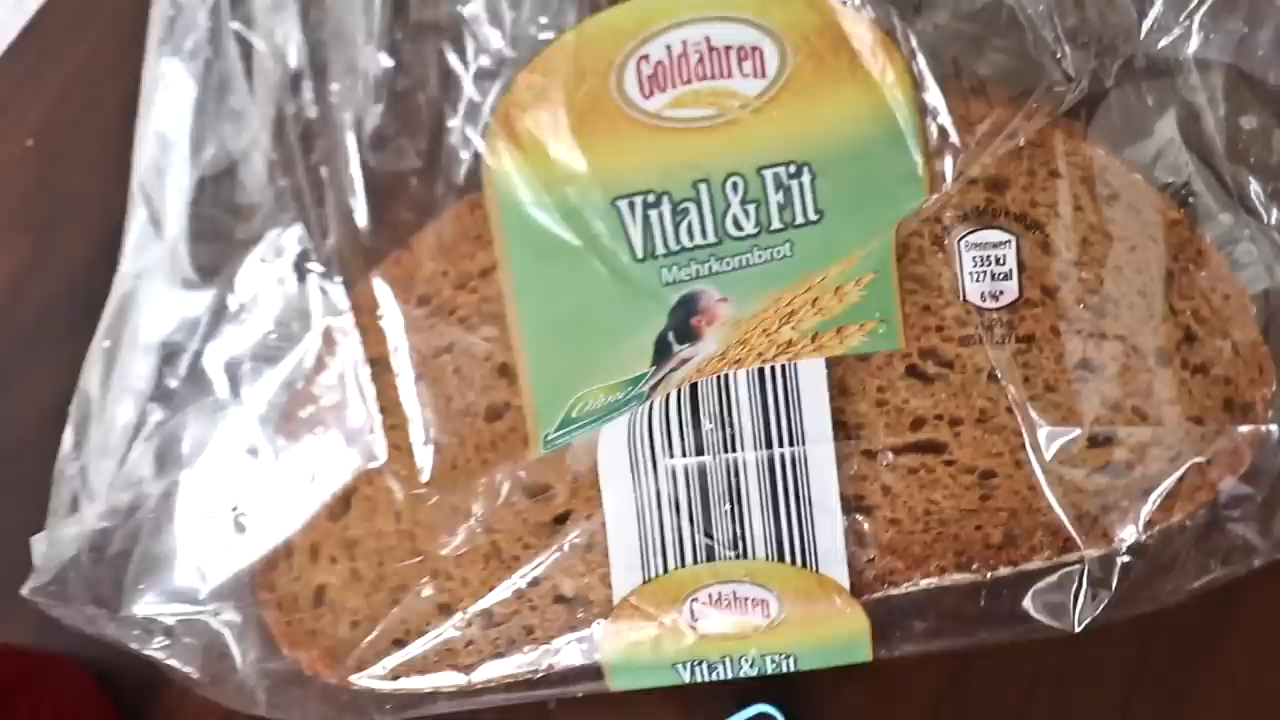 Goldähren
Vital & Fit
Mehrkornbrot
Brennwert
535 kJ
127 kcal
6%*
Goldähren
Vital & Fit